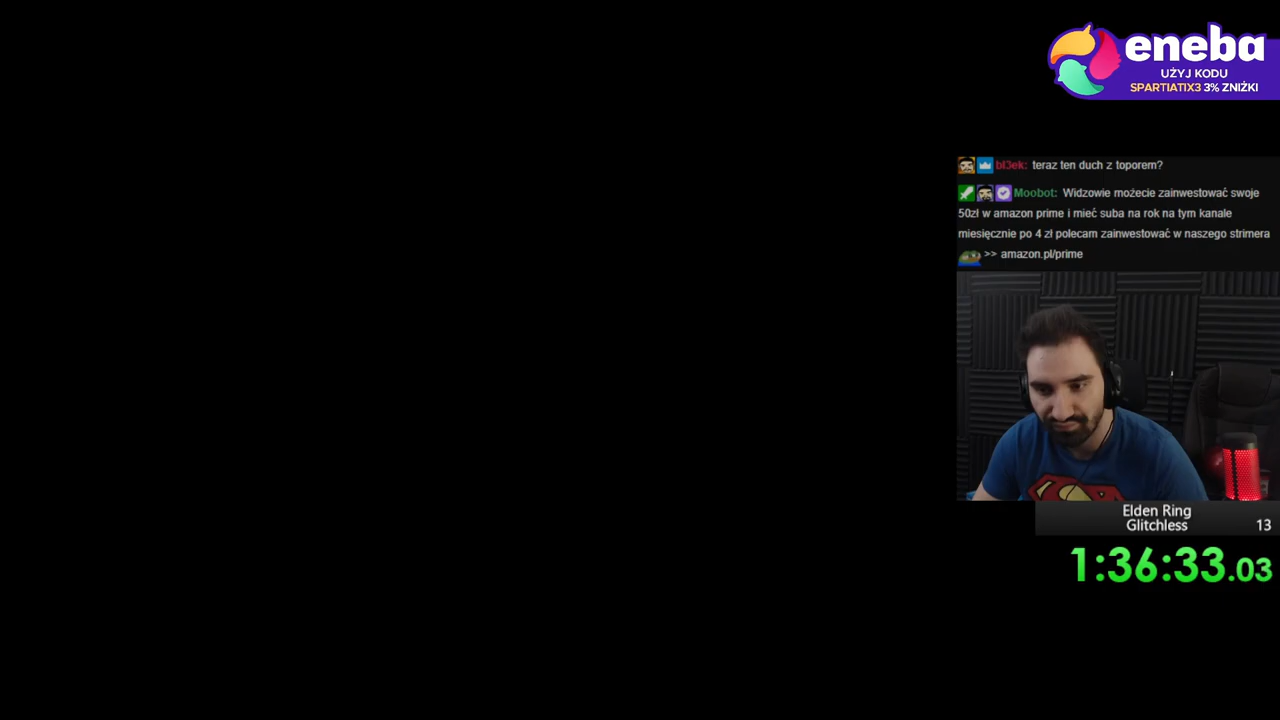 eneba
UŻYJ KODU
SPARTIATIX3 3% ZNIŻKI
bl3ek: teraz ten duch z toporem?
Moobot: Widzowie możecie zainwestować swoje
50zł w amazon prime i mieć suba na rok na tym kanale
miesięcznie po 4 zł polecam zainwestować w naszego strimera
>> amazon.pl/prime
Elden Ring
Glitchless 13
1:36:33.03